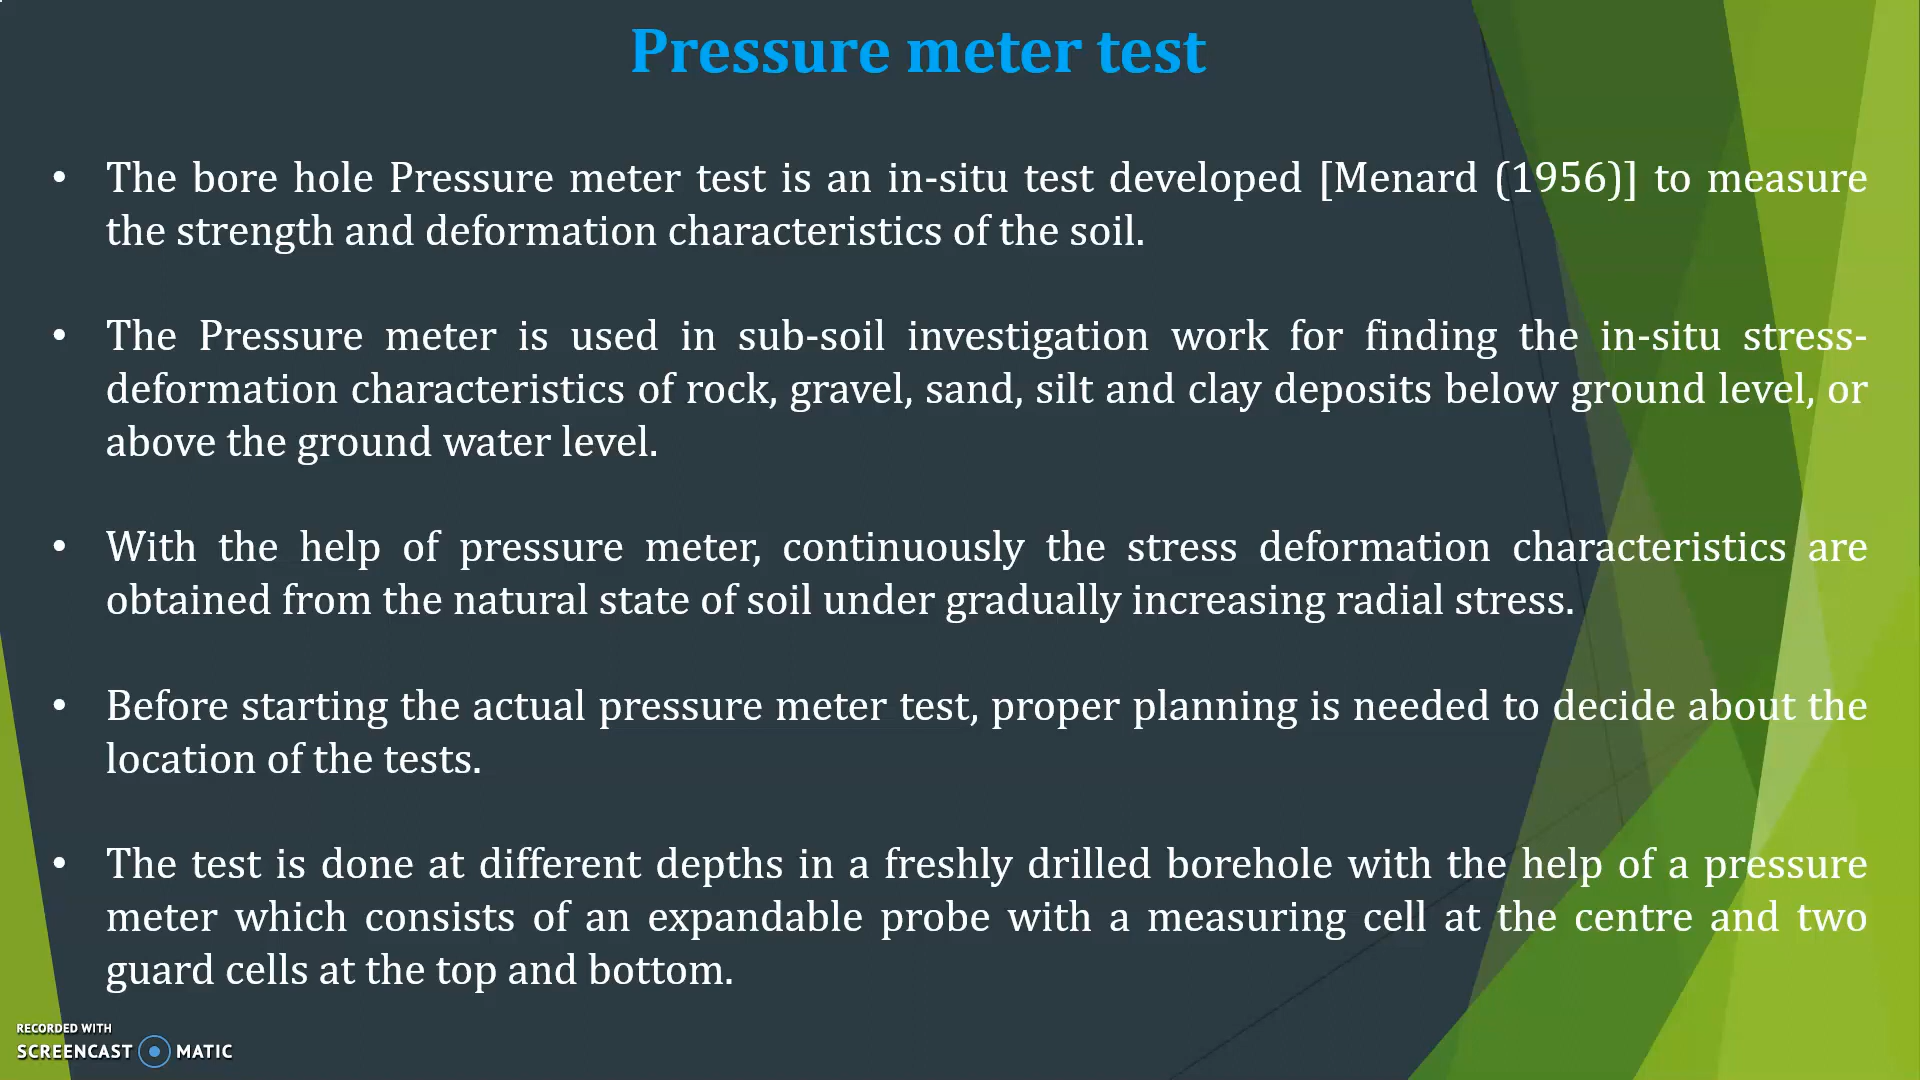 Pressure meter test
• The bore hole Pressure meter test is an in-situ test developed [Menard (1956)] to measure
the strength and deformation characteristics of the soil.
• The Pressure meter is used in sub-soil investigation work for finding the in-situ stress-
deformation characteristics of rock, gravel, sand, silt and clay deposits below ground level, or
above the ground water level.
• With the help of pressure meter, continuously the stress deformation characteristics are
obtained from the natural state of soil under gradually increasing radial stress.
• Before starting the actual pressure meter test, proper planning is needed to decide about the
location of the tests.
• The test is done at different depths in a freshly drilled borehole with the help of a pressure
meter which consists of an expandable probe with a measuring cell at the centre and two
guard cells at the top and bottom.
RECORDED WITH
SCREENCAST MATIC